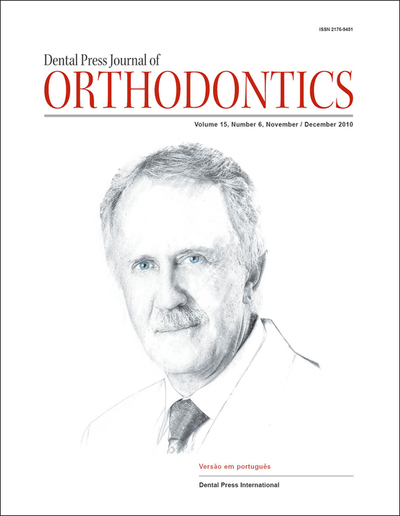 ISSN 2176-9451
Dental Press Journal of
ORTHODONTICS
Volume 15, Number 6, November / December 2010
Versão em português
Dental Press International